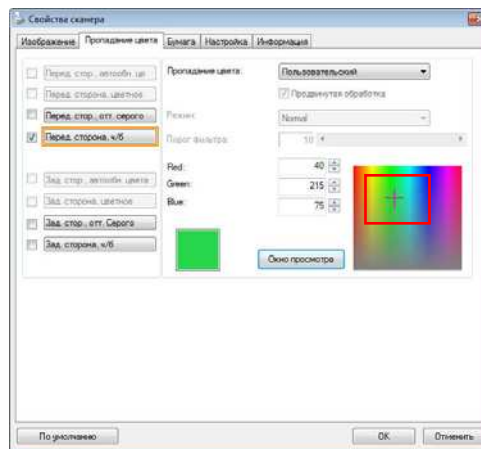 Свойства сканера
Изображение Пропадание цвета Бумага Настройка Информация
Перед. стор., автообн. цв
Перед. сторона, цветное
Перед. стор., отт. серого
Перед. сторона, ч/б
Зад. стор., автообн. цвета
Зад. сторона, цветное
Зад. стор., отт. Серого
Зад. сторона, ч/б
Пропадание цвета: Пользовательский
Продвинутая обработка
Режим: Normal
Порог фильтра: 10
Red: 40
Green: 215
Blue: 75
Окно просмотра
По умолчанию OK Отменить